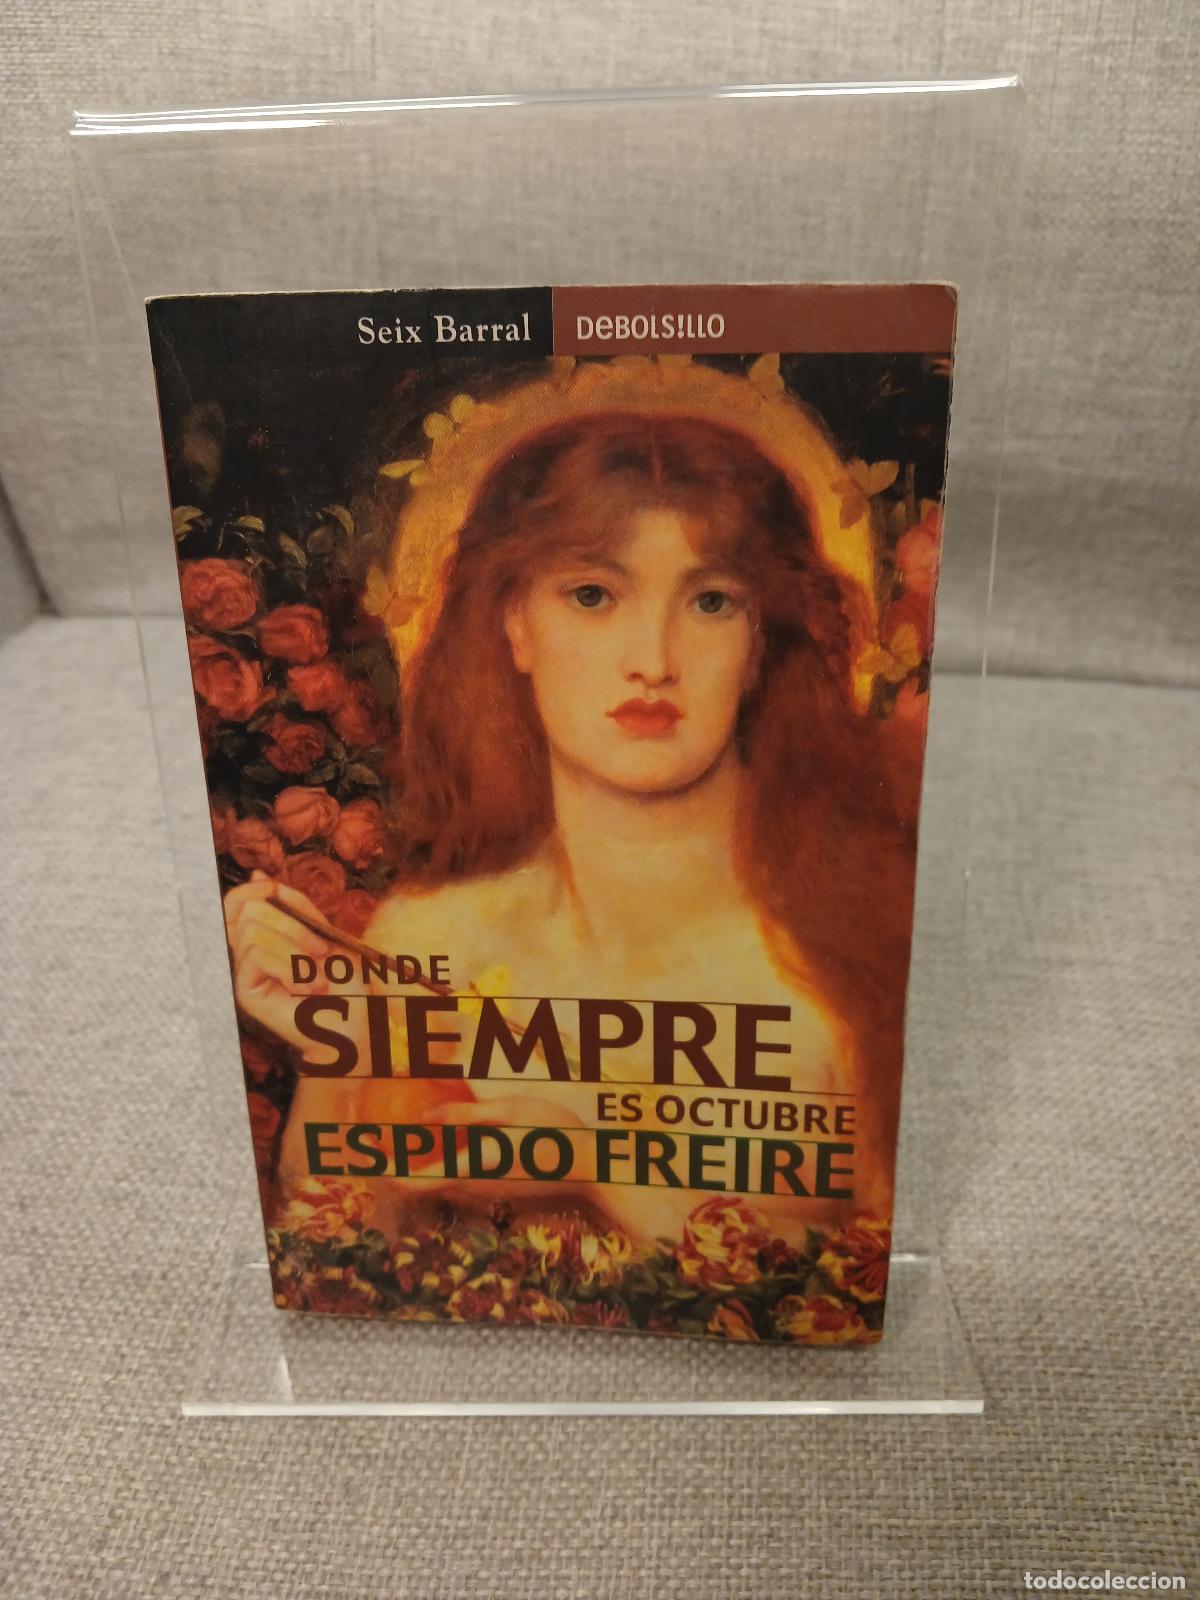 Seix Barral DeBOLS!LLO
DONDE
SIEMPRE
ES OCTUBRE
ESPIDO FREIRE
todocoleccion